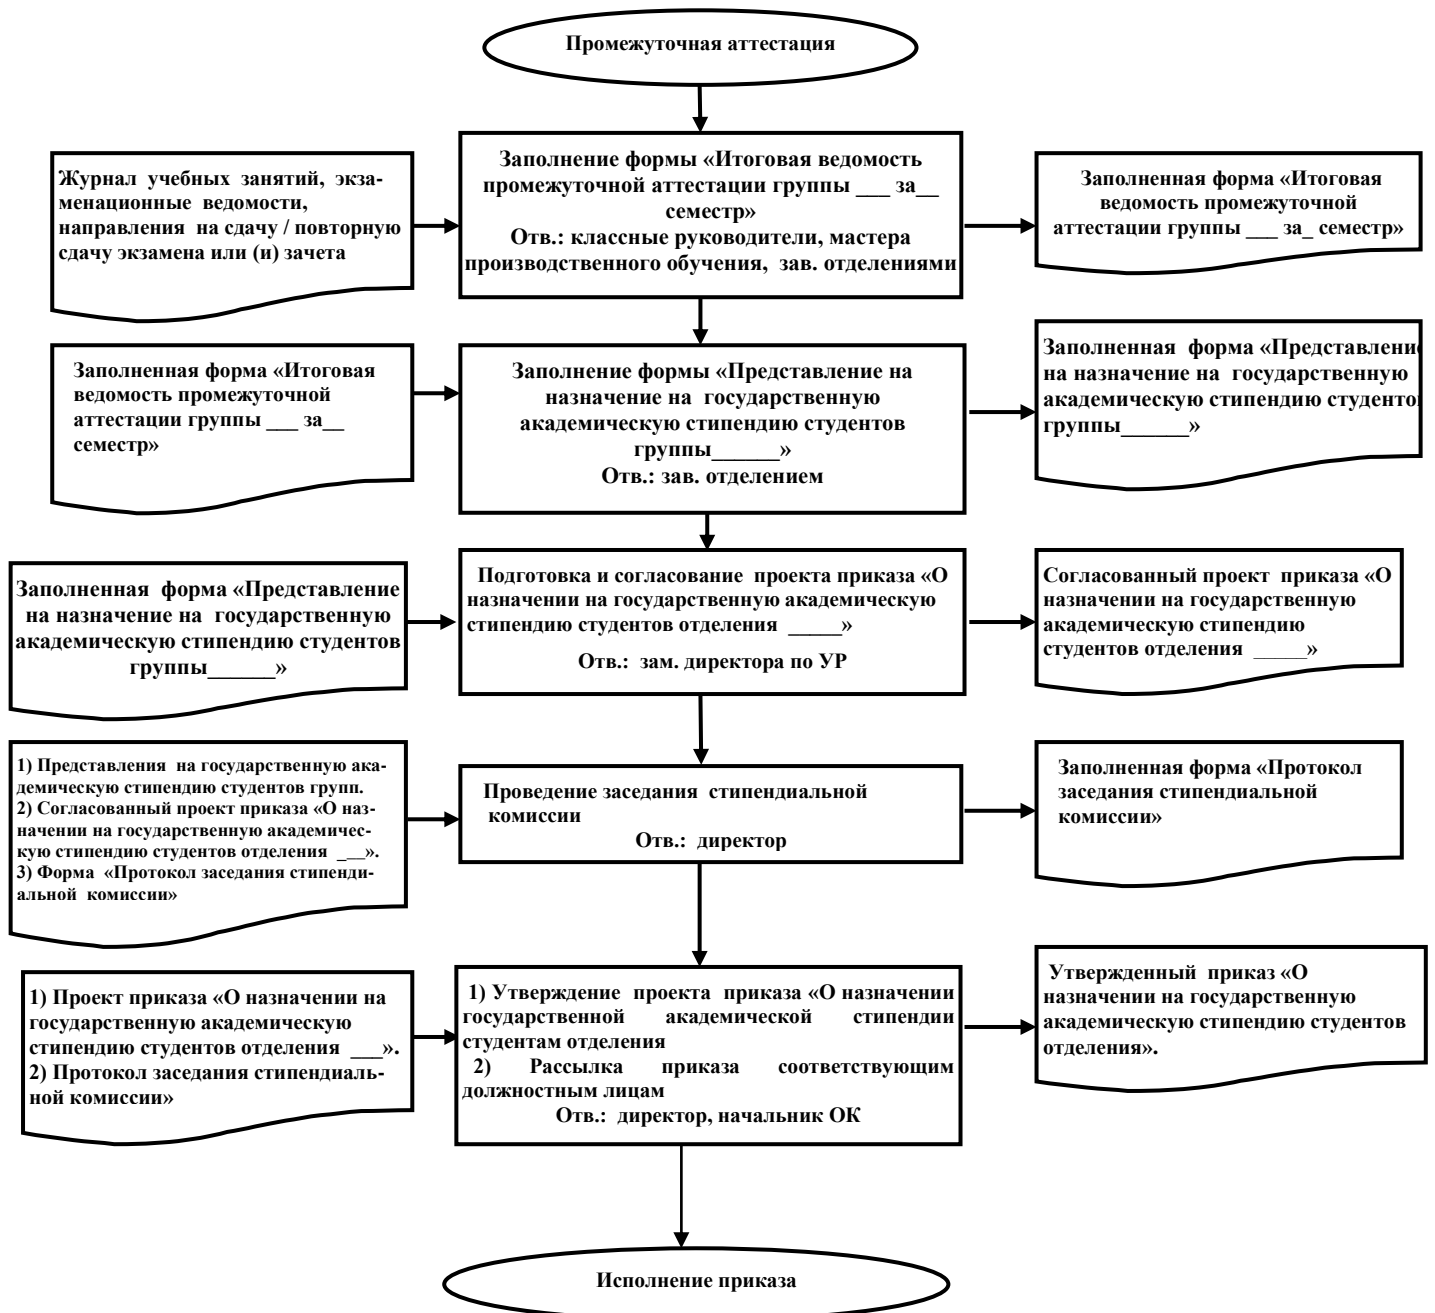 Промежуточная аттестация
Журнал учебных занятий, экза-
менационные ведомости,
направления на сдачу / повторную
сдачу экзамена или (и) зачета
Заполнение формы «Итоговая ведомость
промежуточной аттестации группы ___ за__
семестр»
Отв.: классные руководители, мастера
производственного обучения, зав. отделениями
Заполненная форма «Итоговая
ведомость промежуточной
аттестации группы ___ за_ семестр»
Заполненная форма «Итоговая
ведомость промежуточной
аттестации группы ___ за__
семестр»
Заполнение формы «Представление на
назначение на государственную
академическую стипендию студентов
группы______»
Отв.: зав. отделением
Заполненная форма «Представлени
на назначение на государственную
академическую стипендию студенто
группы______»
Заполненная форма «Представление
на назначение на государственную
академическую стипендию студентов
группы______»
Подготовка и согласование проекта приказа «О
назначении на государственную академическую
стипендию студентов отделения _____»
Отв.: зам. директора по УР
Согласованный проект приказа «О
назначении на государственную
академическую стипендию
студентов отделения _____»
1) Представления на государственную ака-
демическую стипендию студентов групп.
2) Согласованный проект приказа «О наз-
начении на государственную академичес-
кую стипендию студентов отделения ___».
3) Форма «Протокол заседания стипенди-
альной комиссии»
Проведение заседания стипендиальной
комиссии
Отв.: директор
Заполненная форма «Протокол
заседания стипендиальной
комиссии»
1) Проект приказа «О назначении на
государственную академическую
стипендию студентов отделения ___».
2) Протокол заседания стипендиаль-
ной комиссии»
1) Утверждение проекта приказа «О назначении
государственной академической стипендии
студентам отделения
2) Рассылка приказа соответствующим
должностным лицам
Отв.: директор, начальник ОК
Утвержденный приказ «О
назначении на государственную
академическую стипендию студентов
отделения».
Исполнение приказа